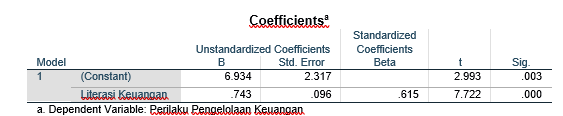 Coefficientsᵃ
Standardized
Unstandardized Coefficients Coefficients
Model B Std. Error Beta t Sig.
1 (Constant) 6.934 2.317 2.993 .003
Literasi Keuangan .743 .096 .615 7.722 .000
a. Dependent Variable: Perilaku Pengelolaan Keuangan